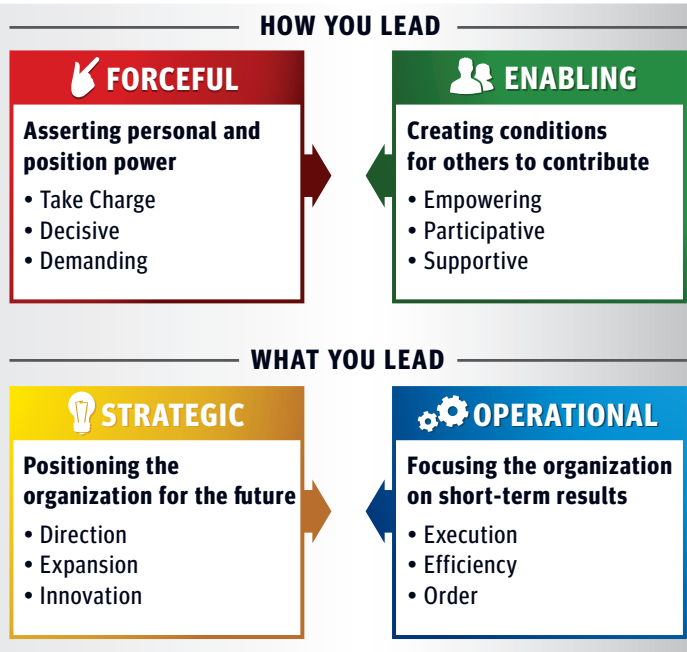 HOW YOU LEAD
FORCEFUL
Asserting personal and
position power
• Take Charge
• Decisive
• Demanding
ENABLING
Creating conditions
for others to contribute
• Empowering
• Participative
• Supportive
WHAT YOU LEAD
STRATEGIC
Positioning the
organization for the future
• Direction
• Expansion
• Innovation
OPERATIONAL
Focusing the organization
on short-term results
• Execution
• Efficiency
• Order